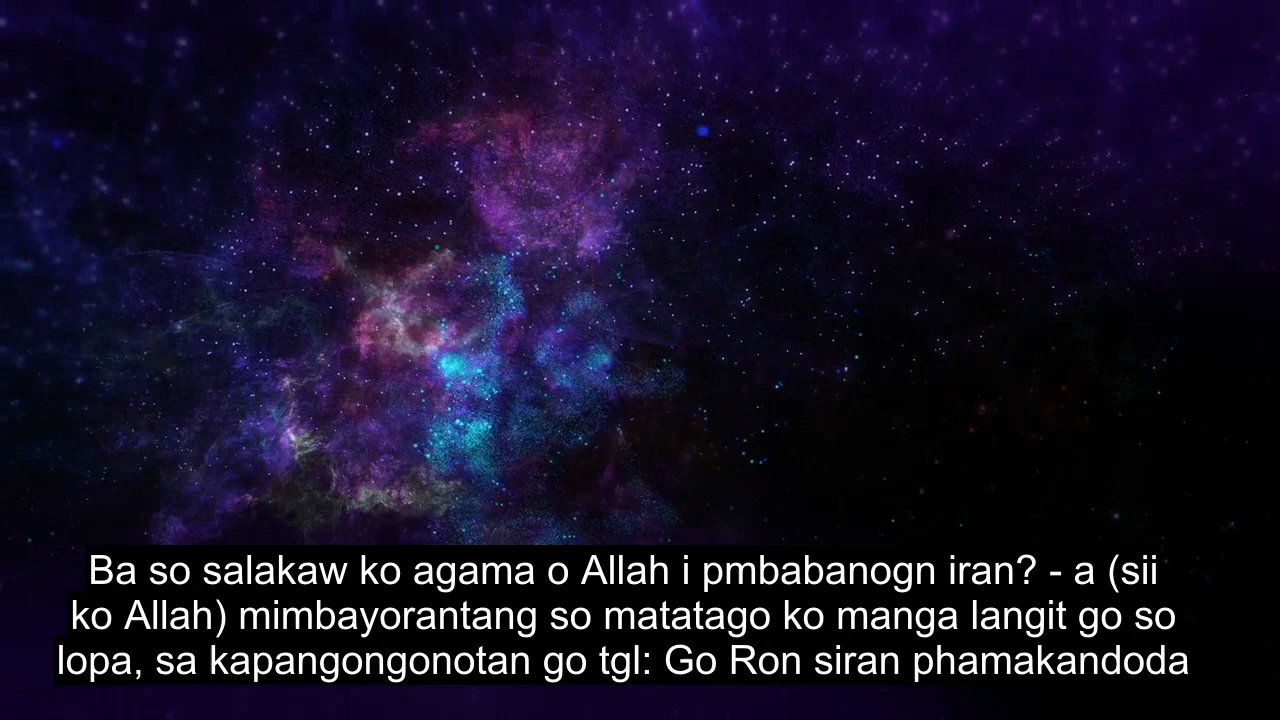 Ba so salakaw ko agama o Allah i pmbabanogn iran? - a (sii
ko Allah) mimbayorantang so matatago ko manga langit go so
lopa, sa kapangongonotan go tgl: Go Ron siran phamakandoda